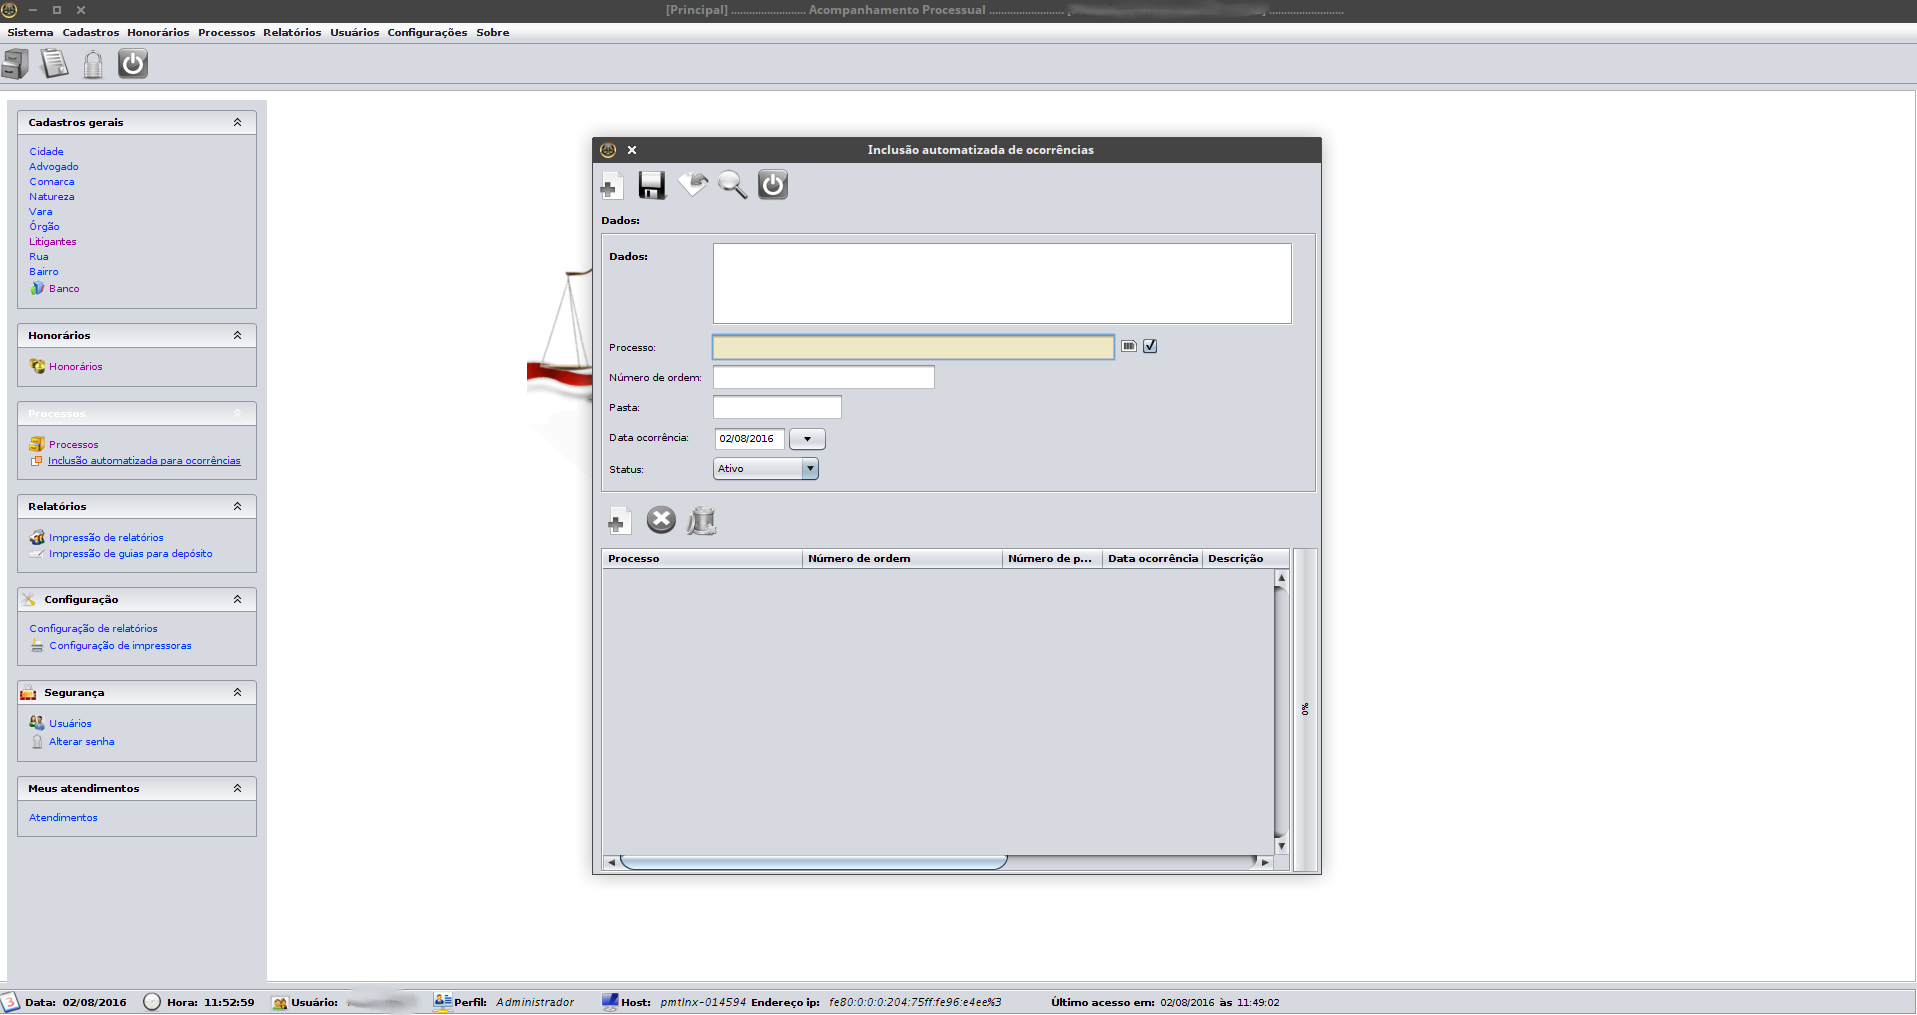 [Principal] ......................... Acompanhamento Processual ......................... [ ] .........................
Sistema Cadastros Honorários Processos Relatórios Usuários Configurações Sobre
Cadastros gerais
Cidade
Advogado
Comarca
Natureza
Vara
Órgão
Litigantes
Rua
Bairro
Banco
Honorários
Honorários
Processos
Processos
Inclusão automatizada para ocorrências
Relatórios
Impressão de relatórios
Impressão de guias para depósito
Configuração
Configuração de relatórios
Configuração de impressoras
Segurança
Usuários
Alterar senha
Meus atendimentos
Atendimentos
Inclusão automatizada de ocorrências
Dados:
Dados:
Processo:
Número de ordem:
Pasta:
Data ocorrência: 02/08/2016
Status: Ativo
Processo Número de ordem Número de p... Data ocorrência Descrição
0%
3 Data: 02/08/2016 Hora: 11:52:59 Usuário: Perfil: Administrador Host: pmtlnx-014594 Endereço ip: fe80:0:0:0:204:75ff:fe96:e4ee%3 Último acesso em: 02/08/2016 às 11:49:02